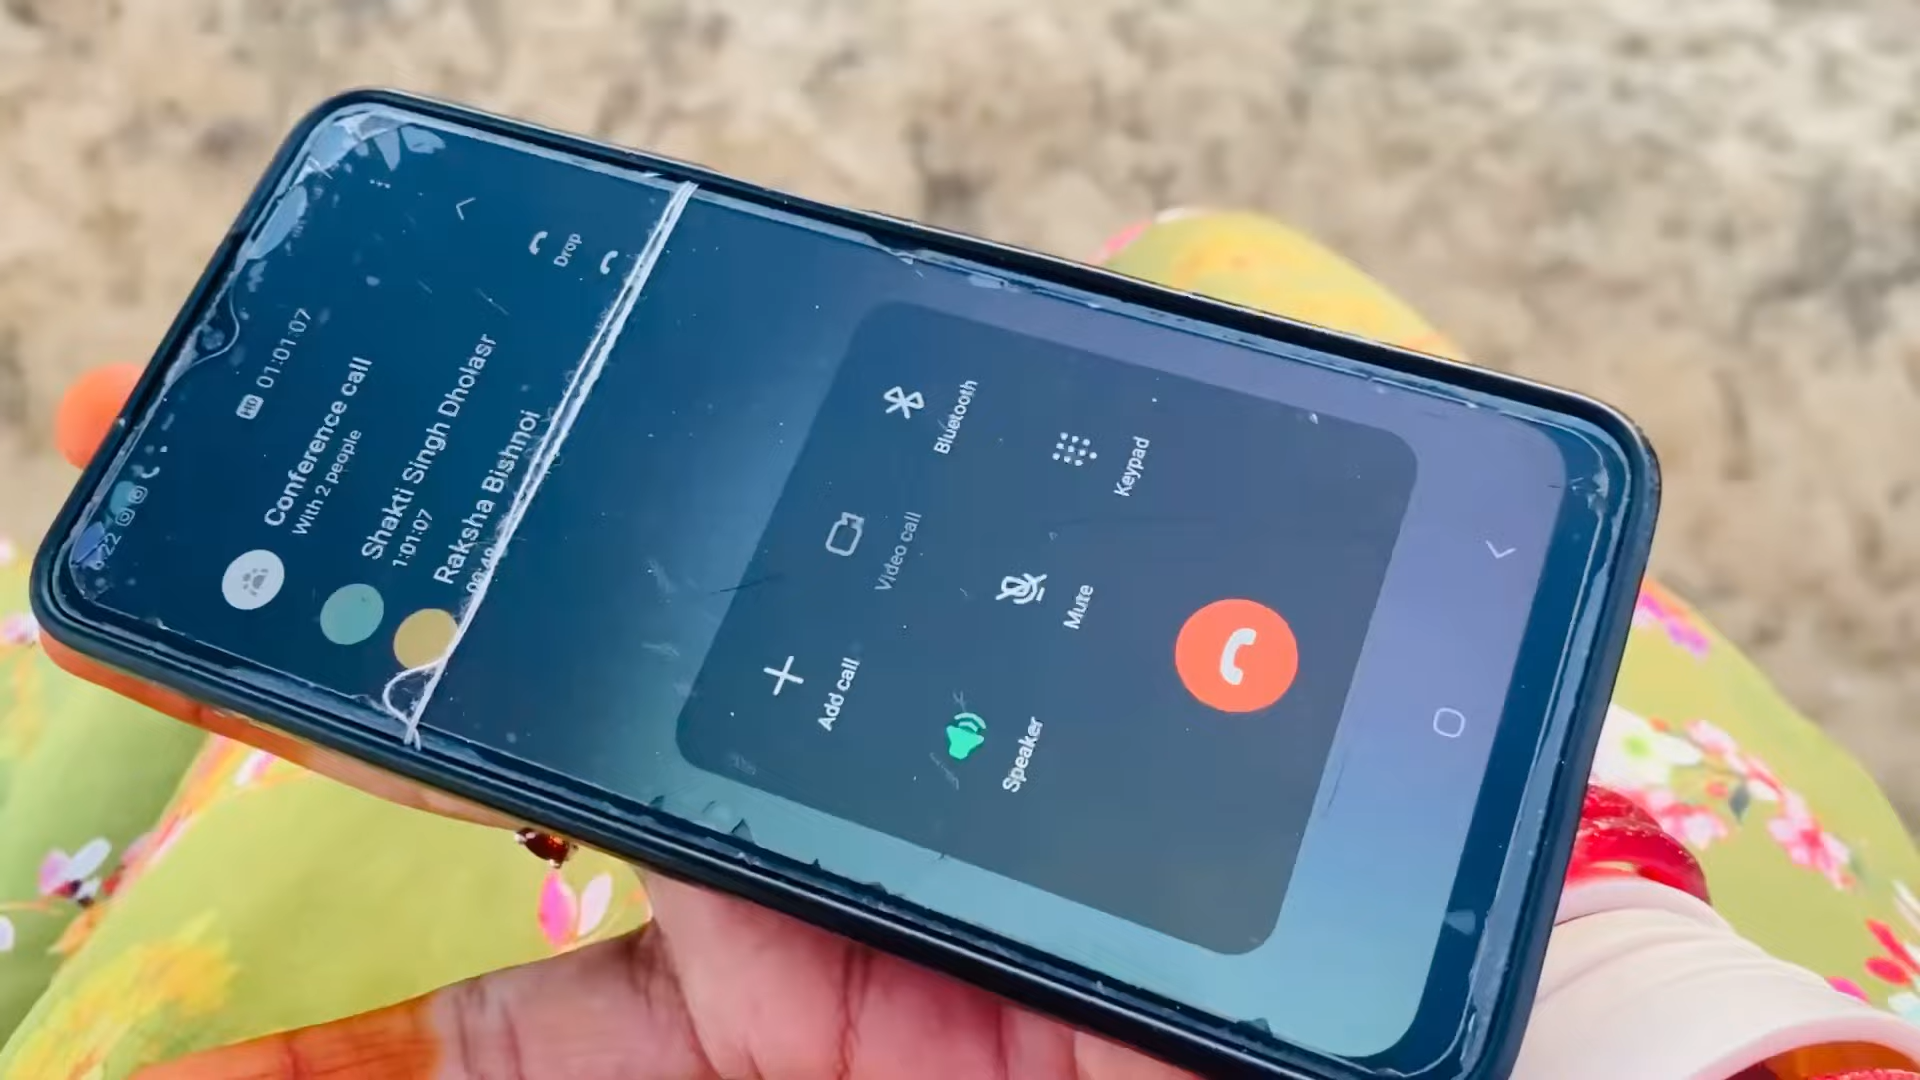 HD 01:01:07
Conference call
With 2 people
Shakti Singh Dholasr
1:01:07
Drop
Raksha Bishnoi
Add call
Video call
Bluetooth
Speaker
Mute
Keypad